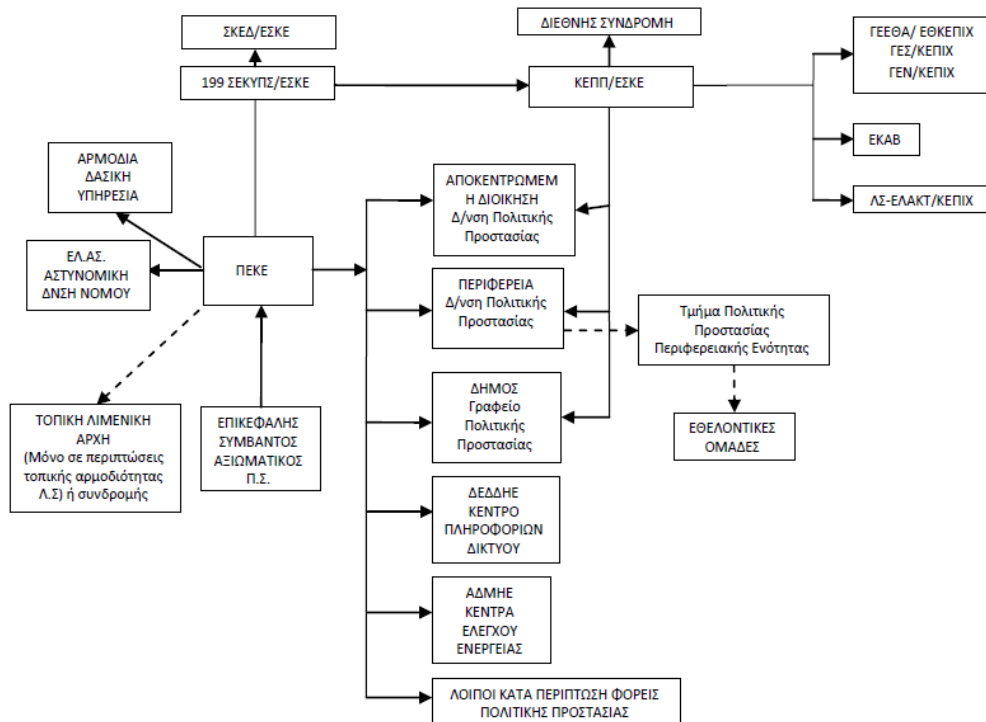 ΣΚΕΔ/ΕΣΚΕ
ΔΙΕΘΝΗΣ ΣΥΝΔΡΟΜΗ
ΓΕΕΘΑ/ ΕΘΚΕΠΙΧ
ΓΕΣ/ΚΕΠΙΧ
ΓΕΝ/ΚΕΠΙΧ
199 ΣΕΚΥΠΣ/ΕΣΚΕ
ΚΕΠΠ/ΕΣΚΕ
ΕΚΑΒ
ΛΣ-ΕΛΑΚΤ/ΚΕΠΙΧ
ΑΡΜΟΔΙΑ
ΔΑΣΙΚΗ
ΥΠΗΡΕΣΙΑ
ΑΠΟΚΕΝΤΡΩΜΕΜ
Η ΔΙΟΙΚΗΣΗ
Δ/νση Πολιτικής
Προστασίας
ΕΛ.ΑΣ.
ΑΣΤΥΝΟΜΙΚΗ
ΔΝΣΗ ΝΟΜΟΥ
ΠΕΚΕ
ΠΕΡΙΦΕΡΕΙΑ
Δ/νση Πολιτικής
Προστασίας
Τμήμα Πολιτικής
Προστασίας
Περιφερειακής Ενότητας
ΤΟΠΙΚΗ ΛΙΜΕΝΙΚΗ
ΑΡΧΗ
(Μόνο σε περιπτώσεις
τοπικής αρμοδιότητας
Λ.Σ) ή συνδρομής
ΕΠΙΚΕΦΑΛΗΣ
ΣΥΜΒΑΝΤΟΣ
ΑΞΙΩΜΑΤΙΚΟΣ
Π.Σ.
ΔΗΜΟΣ
Γραφείο
Πολιτικής
Προστασίας
ΕΘΕΛΟΝΤΙΚΕΣ
ΟΜΑΔΕΣ
ΔΕΔΔΗΕ
ΚΕΝΤΡΟ
ΠΛΗΡΟΦΟΡΙΩΝ
ΔΙΚΤΥΟΥ
ΑΔΜΗΕ
ΚΕΝΤΡΑ
ΕΛΕΓΧΟΥ
ΕΝΕΡΓΕΙΑΣ
ΛΟΙΠΟΙ ΚΑΤΑ ΠΕΡΙΠΤΩΣΗ ΦΟΡΕΙΣ
ΠΟΛΙΤΙΚΗΣ ΠΡΟΣΤΑΣΙΑΣ